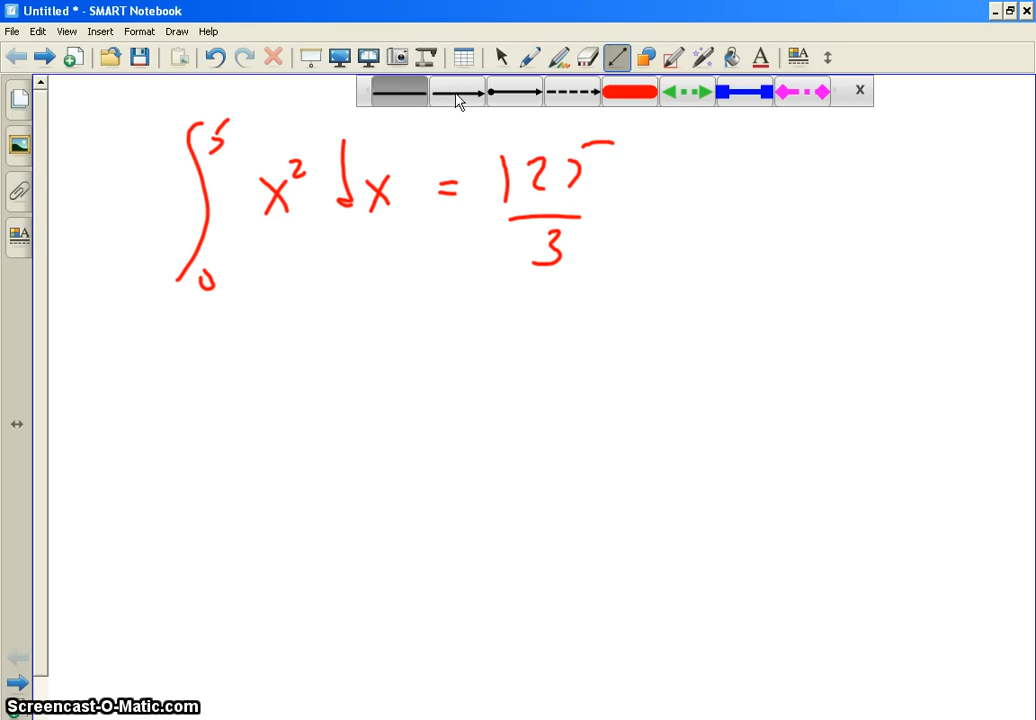 Untitled * - SMART Notebook
File Edit View Insert Format Draw Help
A
x
∫₀⁵ x² dx = 125/3
Screencast-O-Matic.com